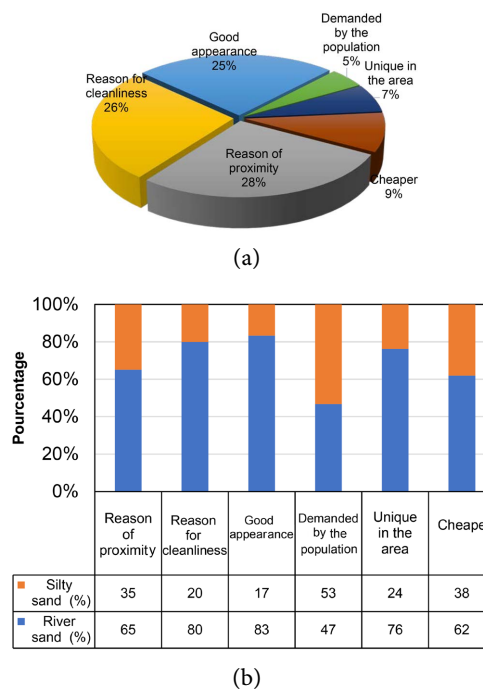 Good
appearance
25%
Demanded
by the
population
5%
Unique in
the area
7%
Reason for
cleanliness
26%
Reason of
proximity
28%
Cheaper
9%
(a)
Pourcentage
100%
80%
60%
40%
20%
0%
Reason of proximity
Reason for cleanliness
Good appearance
Demanded by the population
Unique in the area
Cheape
Silty sand (%) 35 20 17 53 24 38
River sand (%) 65 80 83 47 76 62
(b)